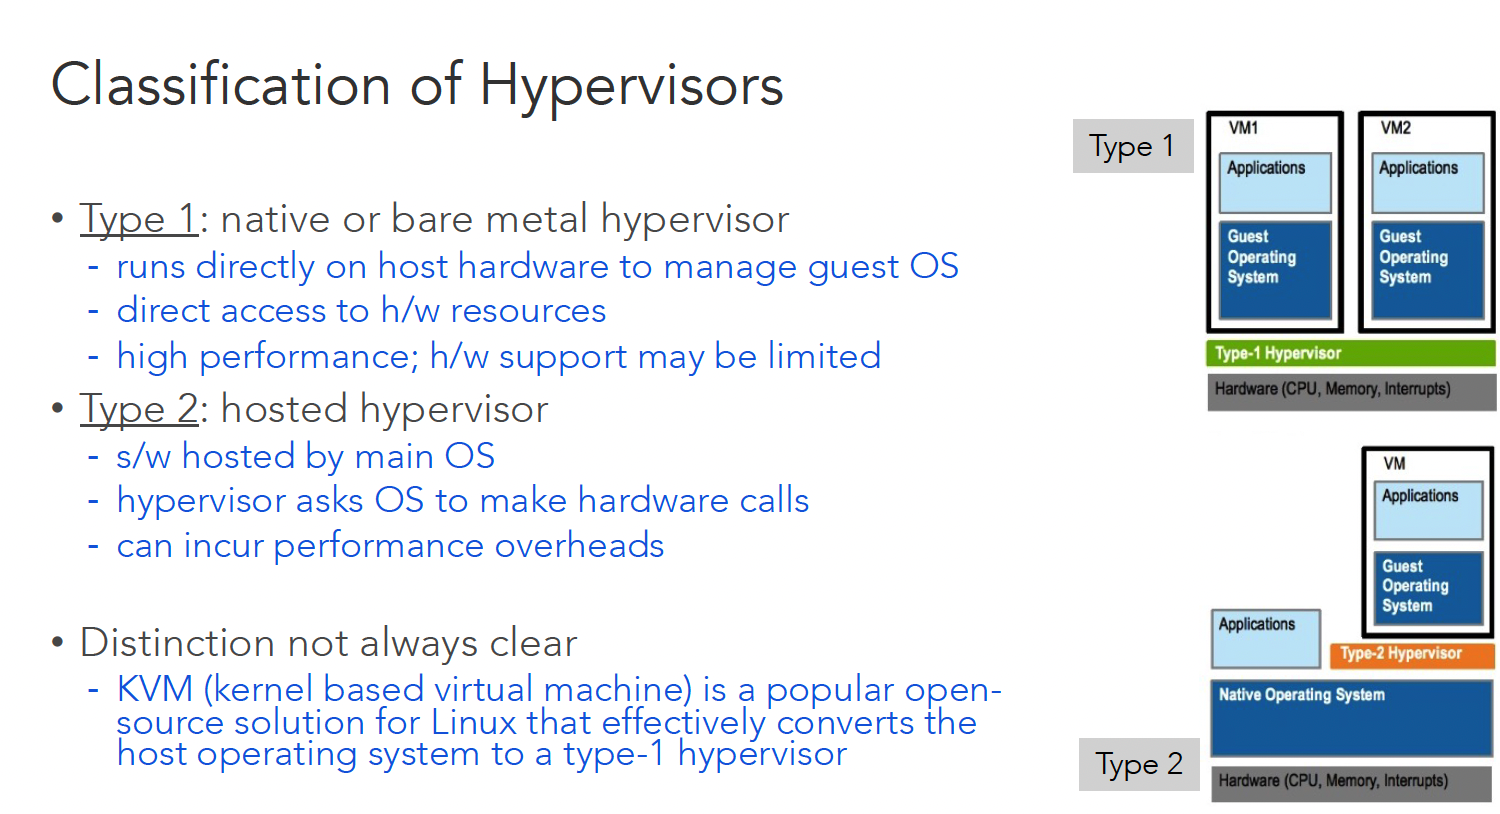 Classification of Hypervisors
• Type 1: native or bare metal hypervisor
- runs directly on host hardware to manage guest OS
- direct access to h/w resources
- high performance; h/w support may be limited
• Type 2: hosted hypervisor
- s/w hosted by main OS
- hypervisor asks OS to make hardware calls
- can incur performance overheads
• Distinction not always clear
- KVM (kernel based virtual machine) is a popular open-
source solution for Linux that effectively converts the
host operating system to a type-1 hypervisor
Type 1
VM1
Applications
Guest
Operating
System
VM2
Applications
Guest
Operating
System
Type-1 Hypervisor
Hardware (CPU, Memory, Interrupts)
VM
Applications
Guest
Operating
System
Applications
Type-2 Hypervisor
Native Operating System
Type 2
Hardware (CPU, Memory, Interrupts)